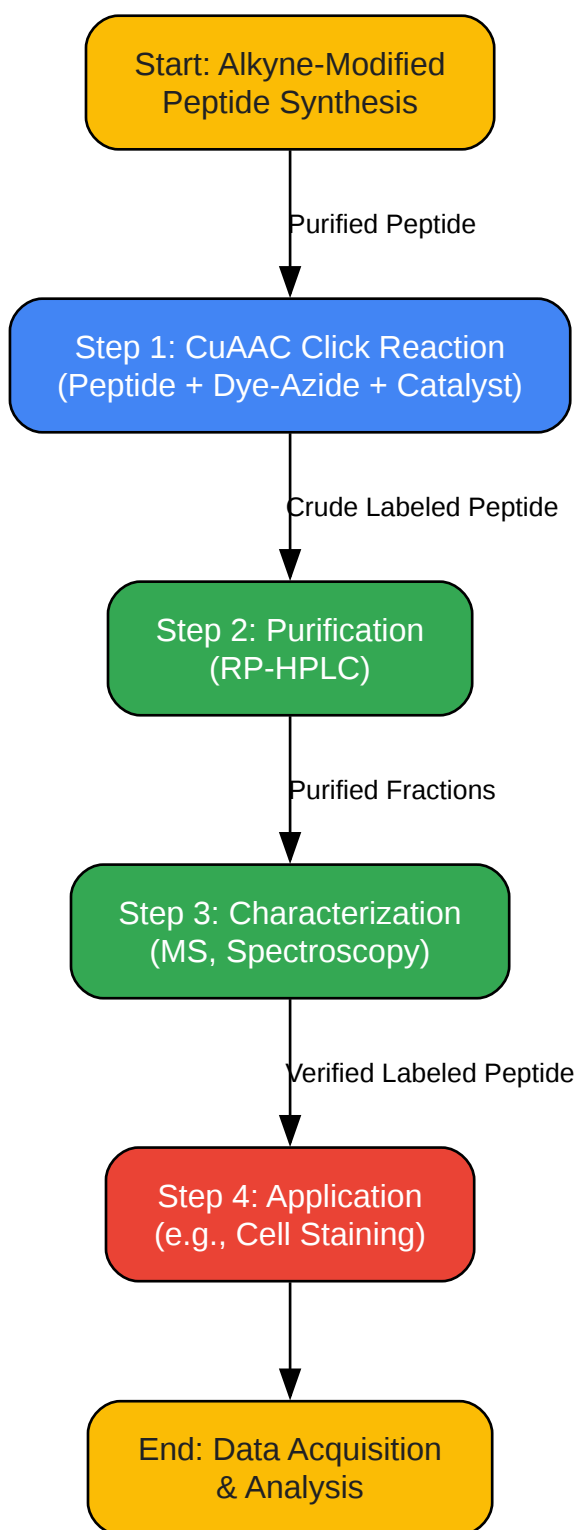 Start: Alkyne-Modified
Peptide Synthesis
Purified Peptide
Step 1: CuAAC Click Reaction
(Peptide + Dye-Azide + Catalyst)
Crude Labeled Peptide
Step 2: Purification
(RP-HPLC)
Purified Fractions
Step 3: Characterization
(MS, Spectroscopy)
Verified Labeled Peptide
Step 4: Application
(e.g., Cell Staining)
End: Data Acquisition
& Analysis